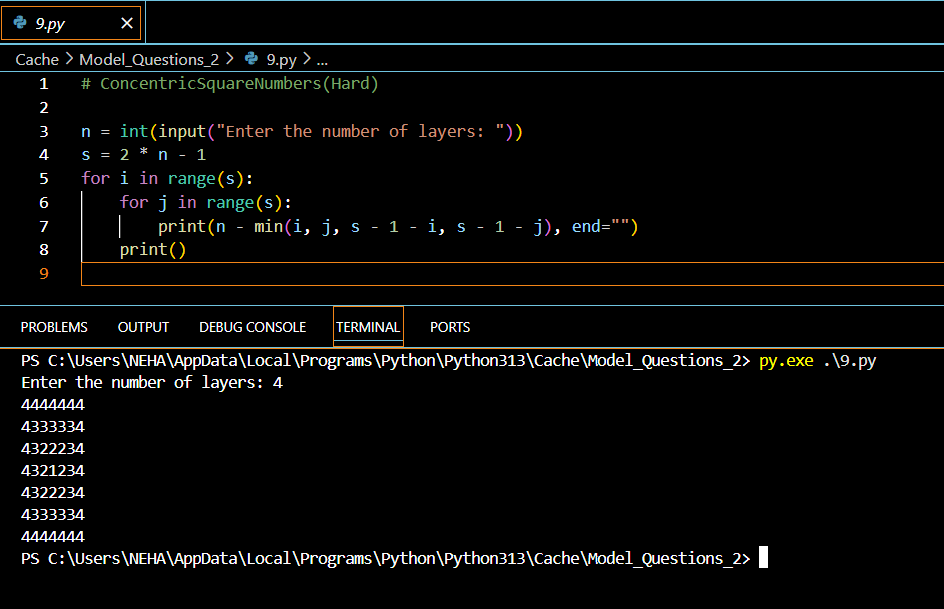 9.py ×
Cache > Model_Questions_2 > 9.py > ...
1 # ConcentricSquareNumbers(Hard)
2
3 n = int(input("Enter the number of layers: "))
4 s = 2 * n - 1
5 for i in range(s):
6     for j in range(s):
7         print(n - min(i, j, s - 1 - i, s - 1 - j), end="")
8     print()
9
PROBLEMS OUTPUT DEBUG CONSOLE TERMINAL PORTS
PS C:\Users\NEHA\AppData\Local\Programs\Python\Python313\Cache\Model_Questions_2> py.exe .\9.py
Enter the number of layers: 4
4444444
4333334
4322234
4321234
4322234
4333334
4444444
PS C:\Users\NEHA\AppData\Local\Programs\Python\Python313\Cache\Model_Questions_2>